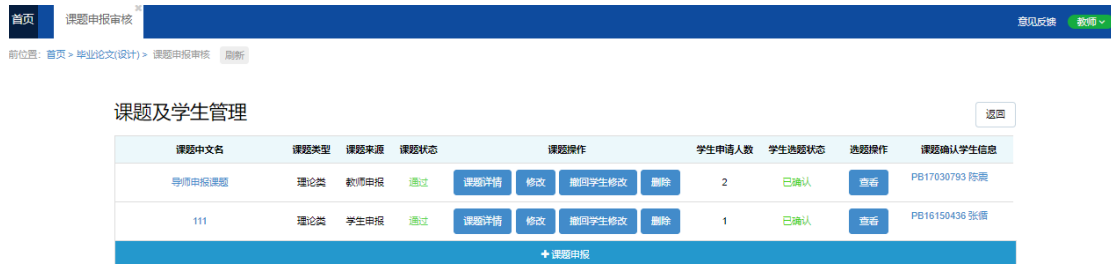 首页 课题申报审核 意见反馈 教师
前位置: 首页 > 毕业论文(设计) > 课题申报审核 刷新
课题及学生管理 返回
课题中文名 课题类型 课题来源 课题状态 课题操作 学生申请人数 学生选题状态 选题操作 课题确认学生信息
导师申报课题 理论类 教师申报 通过 课题详情 修改 撤回学生修改 删除 2 已确认 查看 PB17030793 陈震
111 理论类 学生申报 通过 课题详情 修改 撤回学生修改 删除 1 已确认 查看 PB16150436 张偌
+ 课题申报